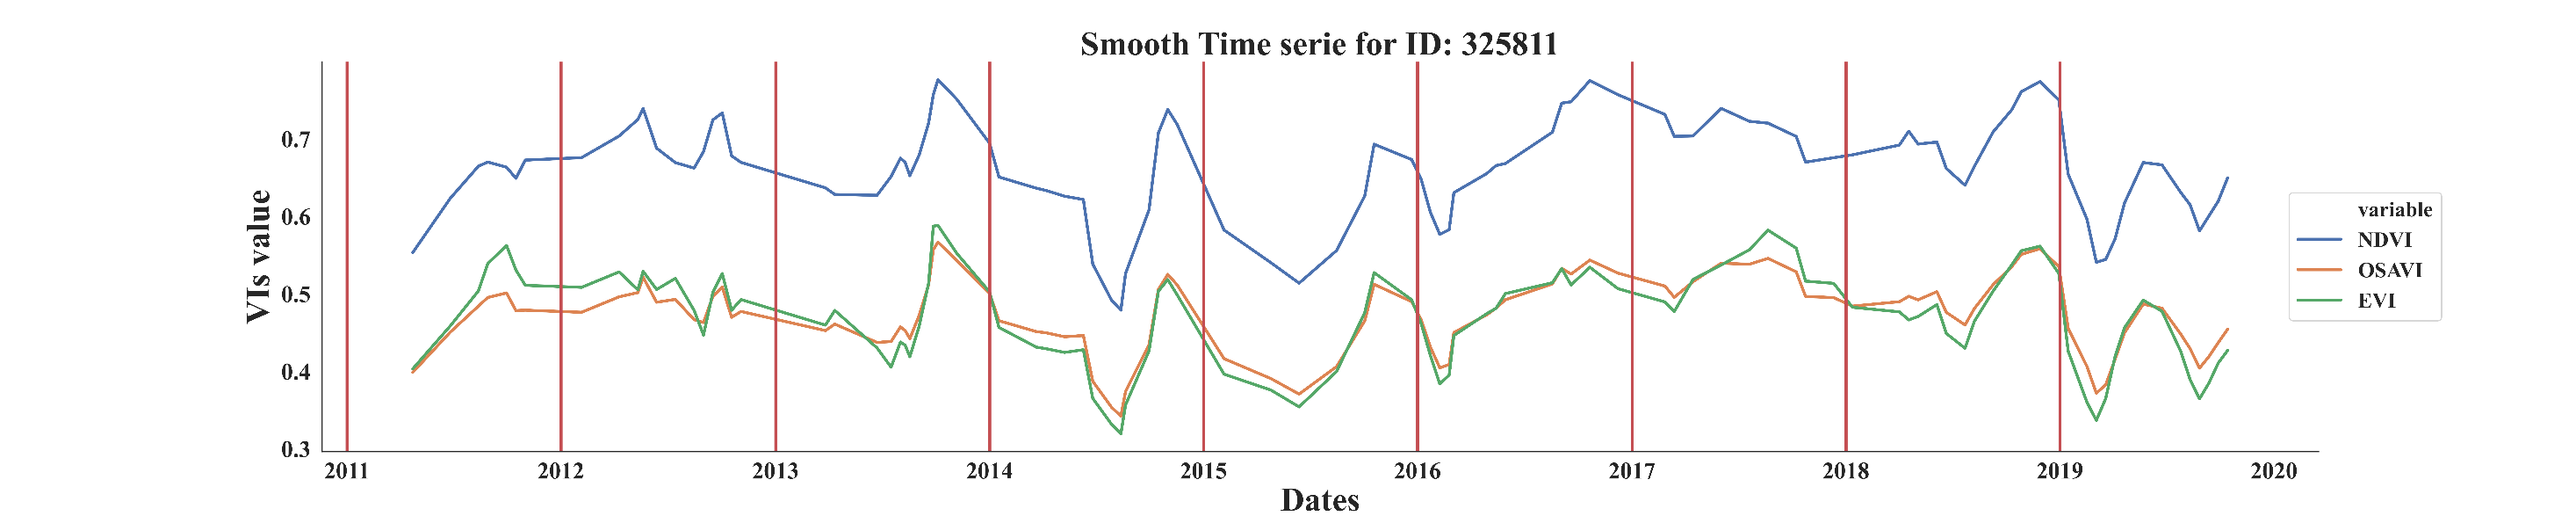 Smooth Time serie for ID: 325811
VIs value
0.7
0.6
0.5
0.4
0.3
2011 2012 2013 2014 2015 2016 2017 2018 2019 2020
Dates
variable
NDVI
OSAVI
EVI